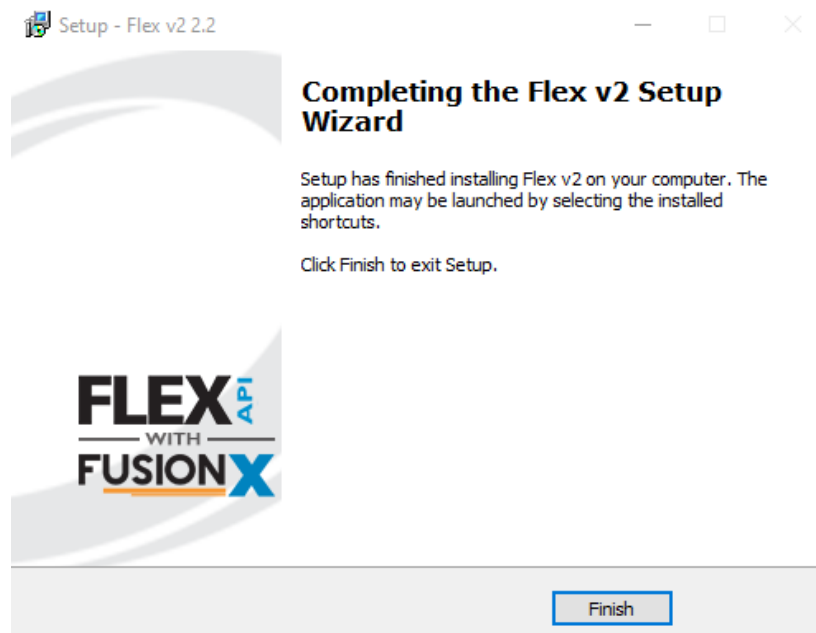 Setup - Flex v2 2.2
Completing the Flex v2 Setup
Wizard
Setup has finished installing Flex v2 on your computer. The
application may be launched by selecting the installed
shortcuts.
Click Finish to exit Setup.
FLEX API
WITH
FUSION X
Finish